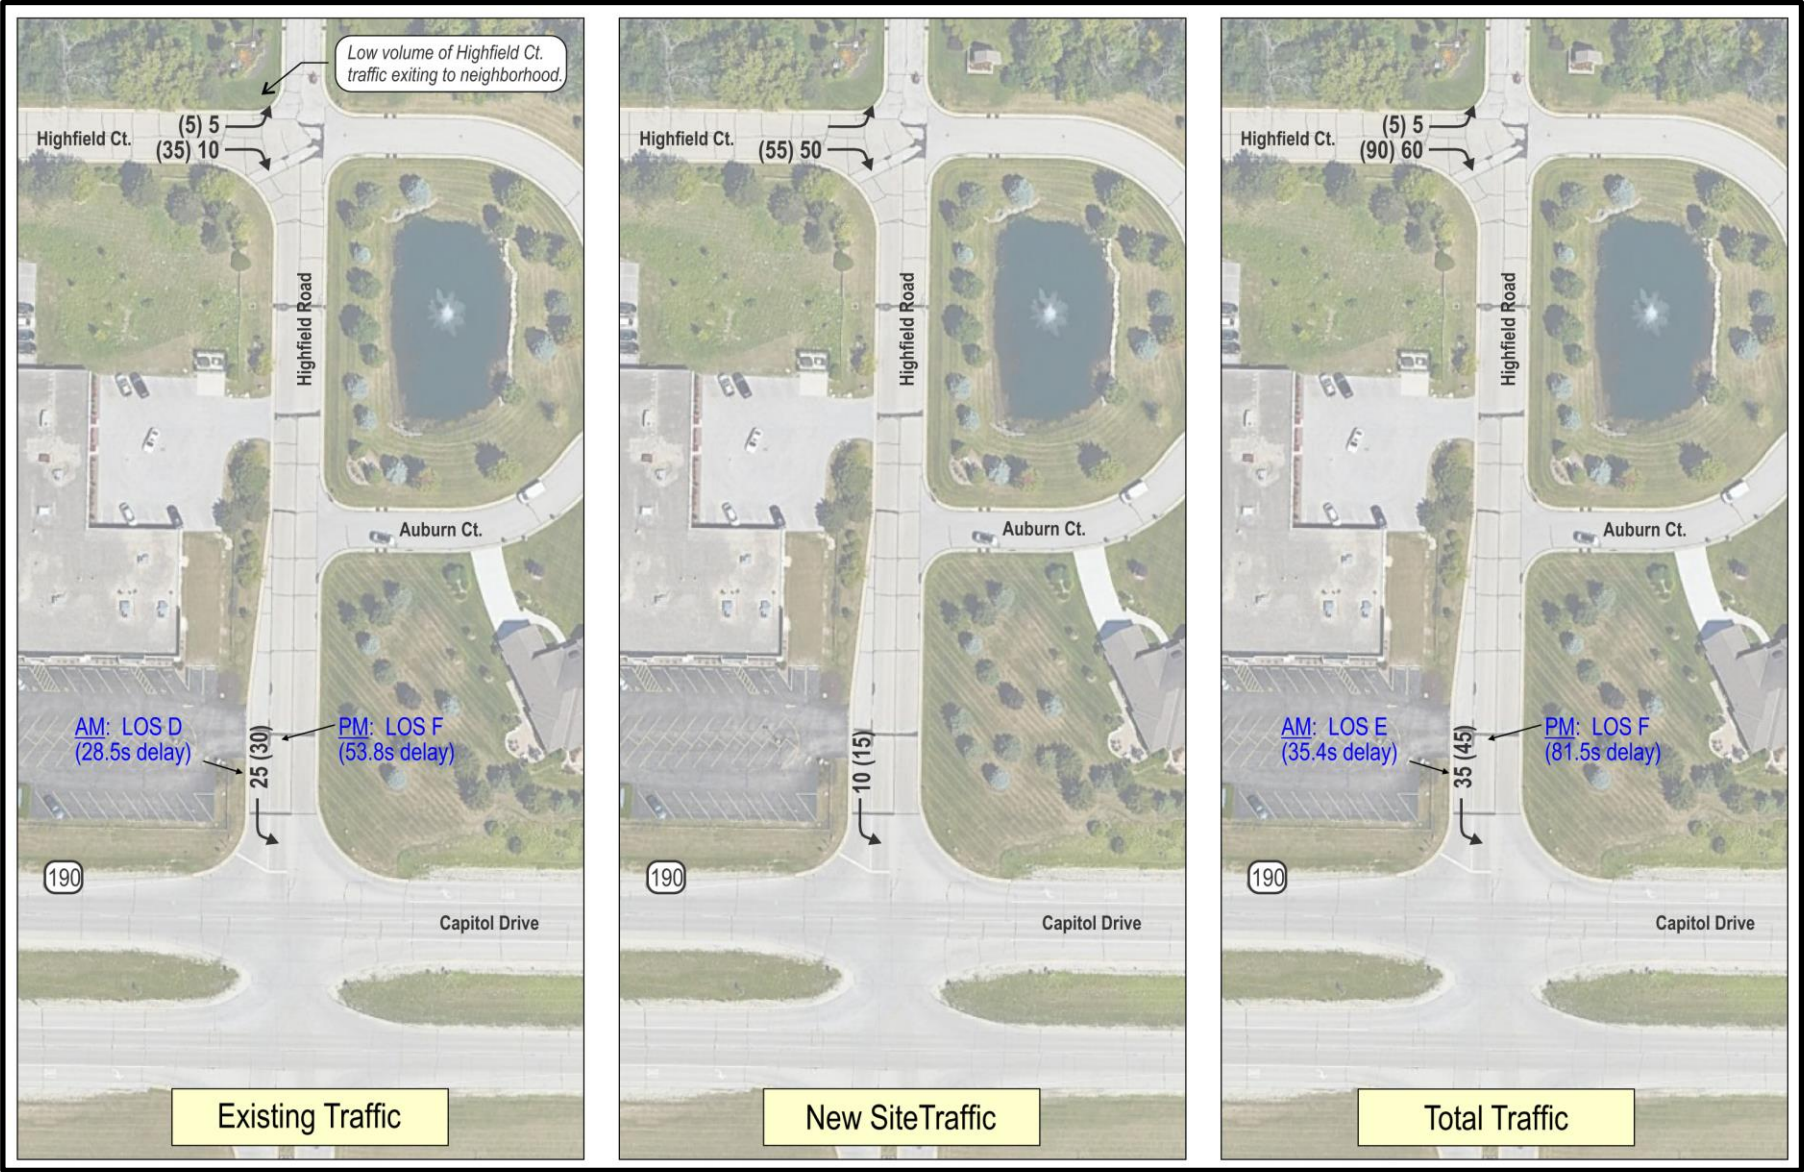 Low volume of Highfield Ct.
traffic exiting to neighborhood.
(5) 5
Highfield Ct.
(35) 10
Highfield Road
Auburn Ct.
AM: LOS D
(28.5s delay)
25 (30)
PM: LOS F
(53.8s delay)
190
Capitol Drive
Existing Traffic
Highfield Ct.
(55) 50
Highfield Road
Auburn Ct.
10 (15)
190
Capitol Drive
New SiteTraffic
(5) 5
Highfield Ct.
(90) 60
Highfield Road
Auburn Ct.
AM: LOS E
(35.4s delay)
35 (45)
PM: LOS F
(81.5s delay)
190
Capitol Drive
Total Traffic